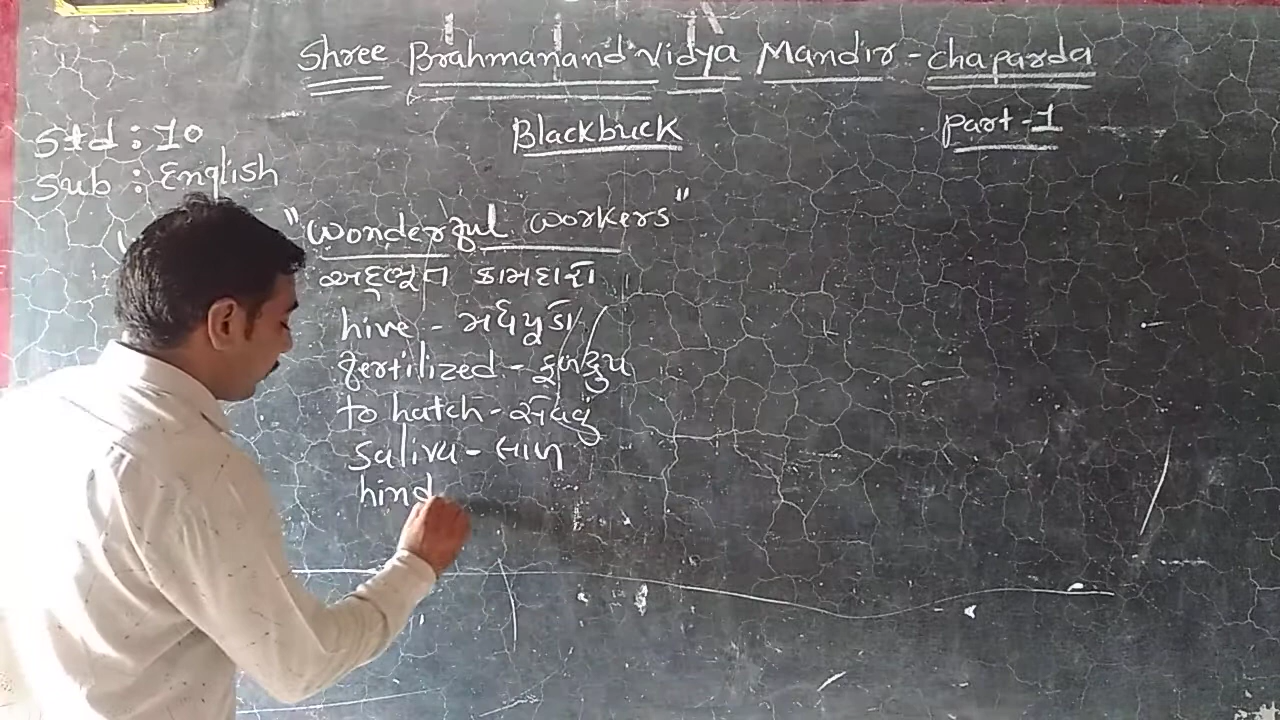 Shree Brahmanand Vidya Mandir - chaparda
Std : 10
Blackbuck
Part - 1
Sub : English
"Wonderful workers"
અદ્ભૂત કામદારો
hive - મધપૂડો
fertilized - ફળદ્રુપ
to hatch - સેવવું
Saliva - લાળ
hind